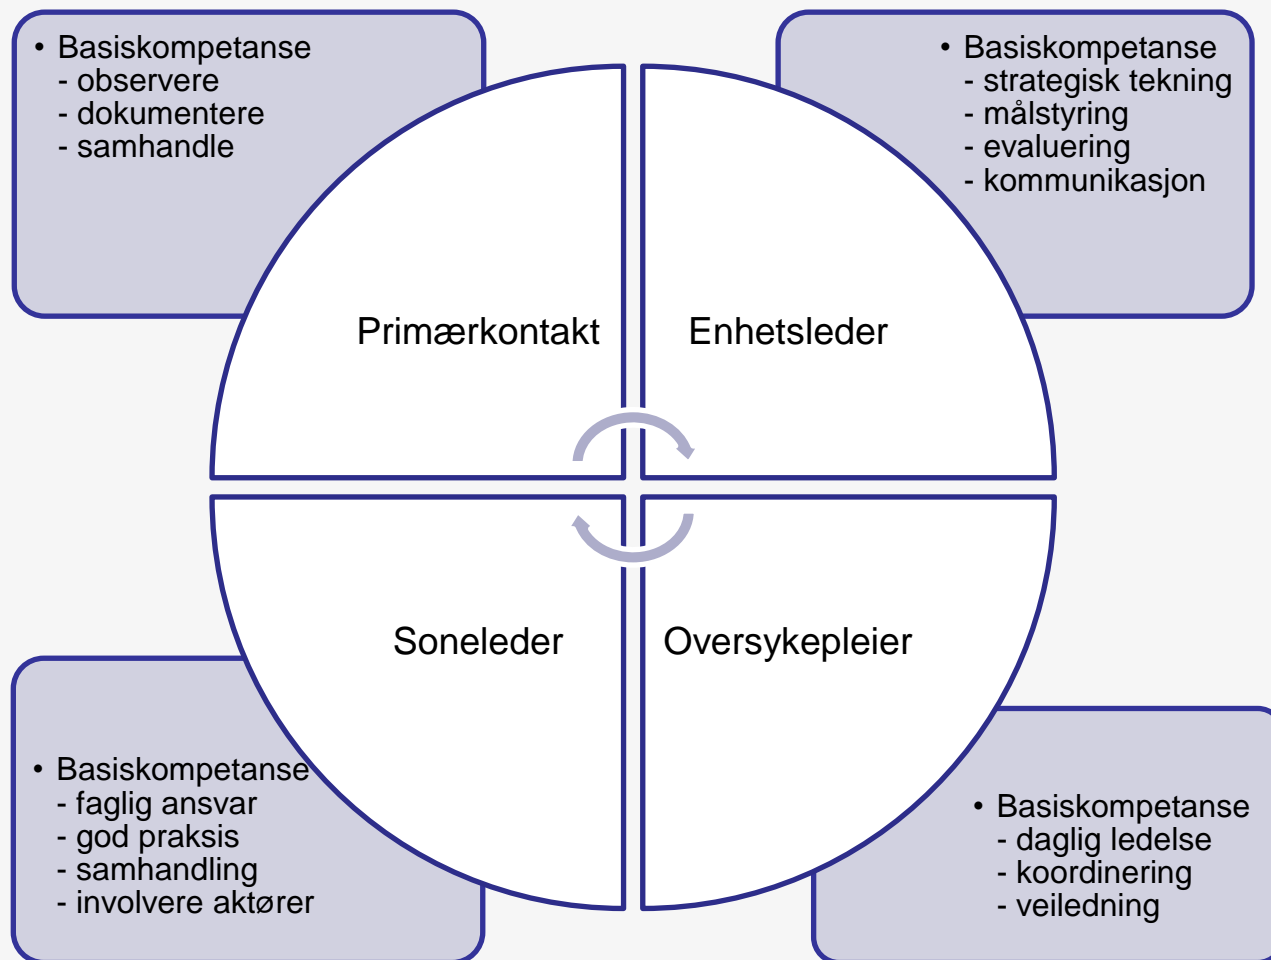 • Basiskompetanse
- observere
- dokumentere
- samhandle
• Basiskompetanse
- strategisk tekning
- målstyring
- evaluering
- kommunikasjon
Primærkontakt
Enhetsleder
Soneleder
Oversykepleier
• Basiskompetanse
- faglig ansvar
- god praksis
- samhandling
- involvere aktører
• Basiskompetanse
- daglig ledelse
- koordinering
- veiledning